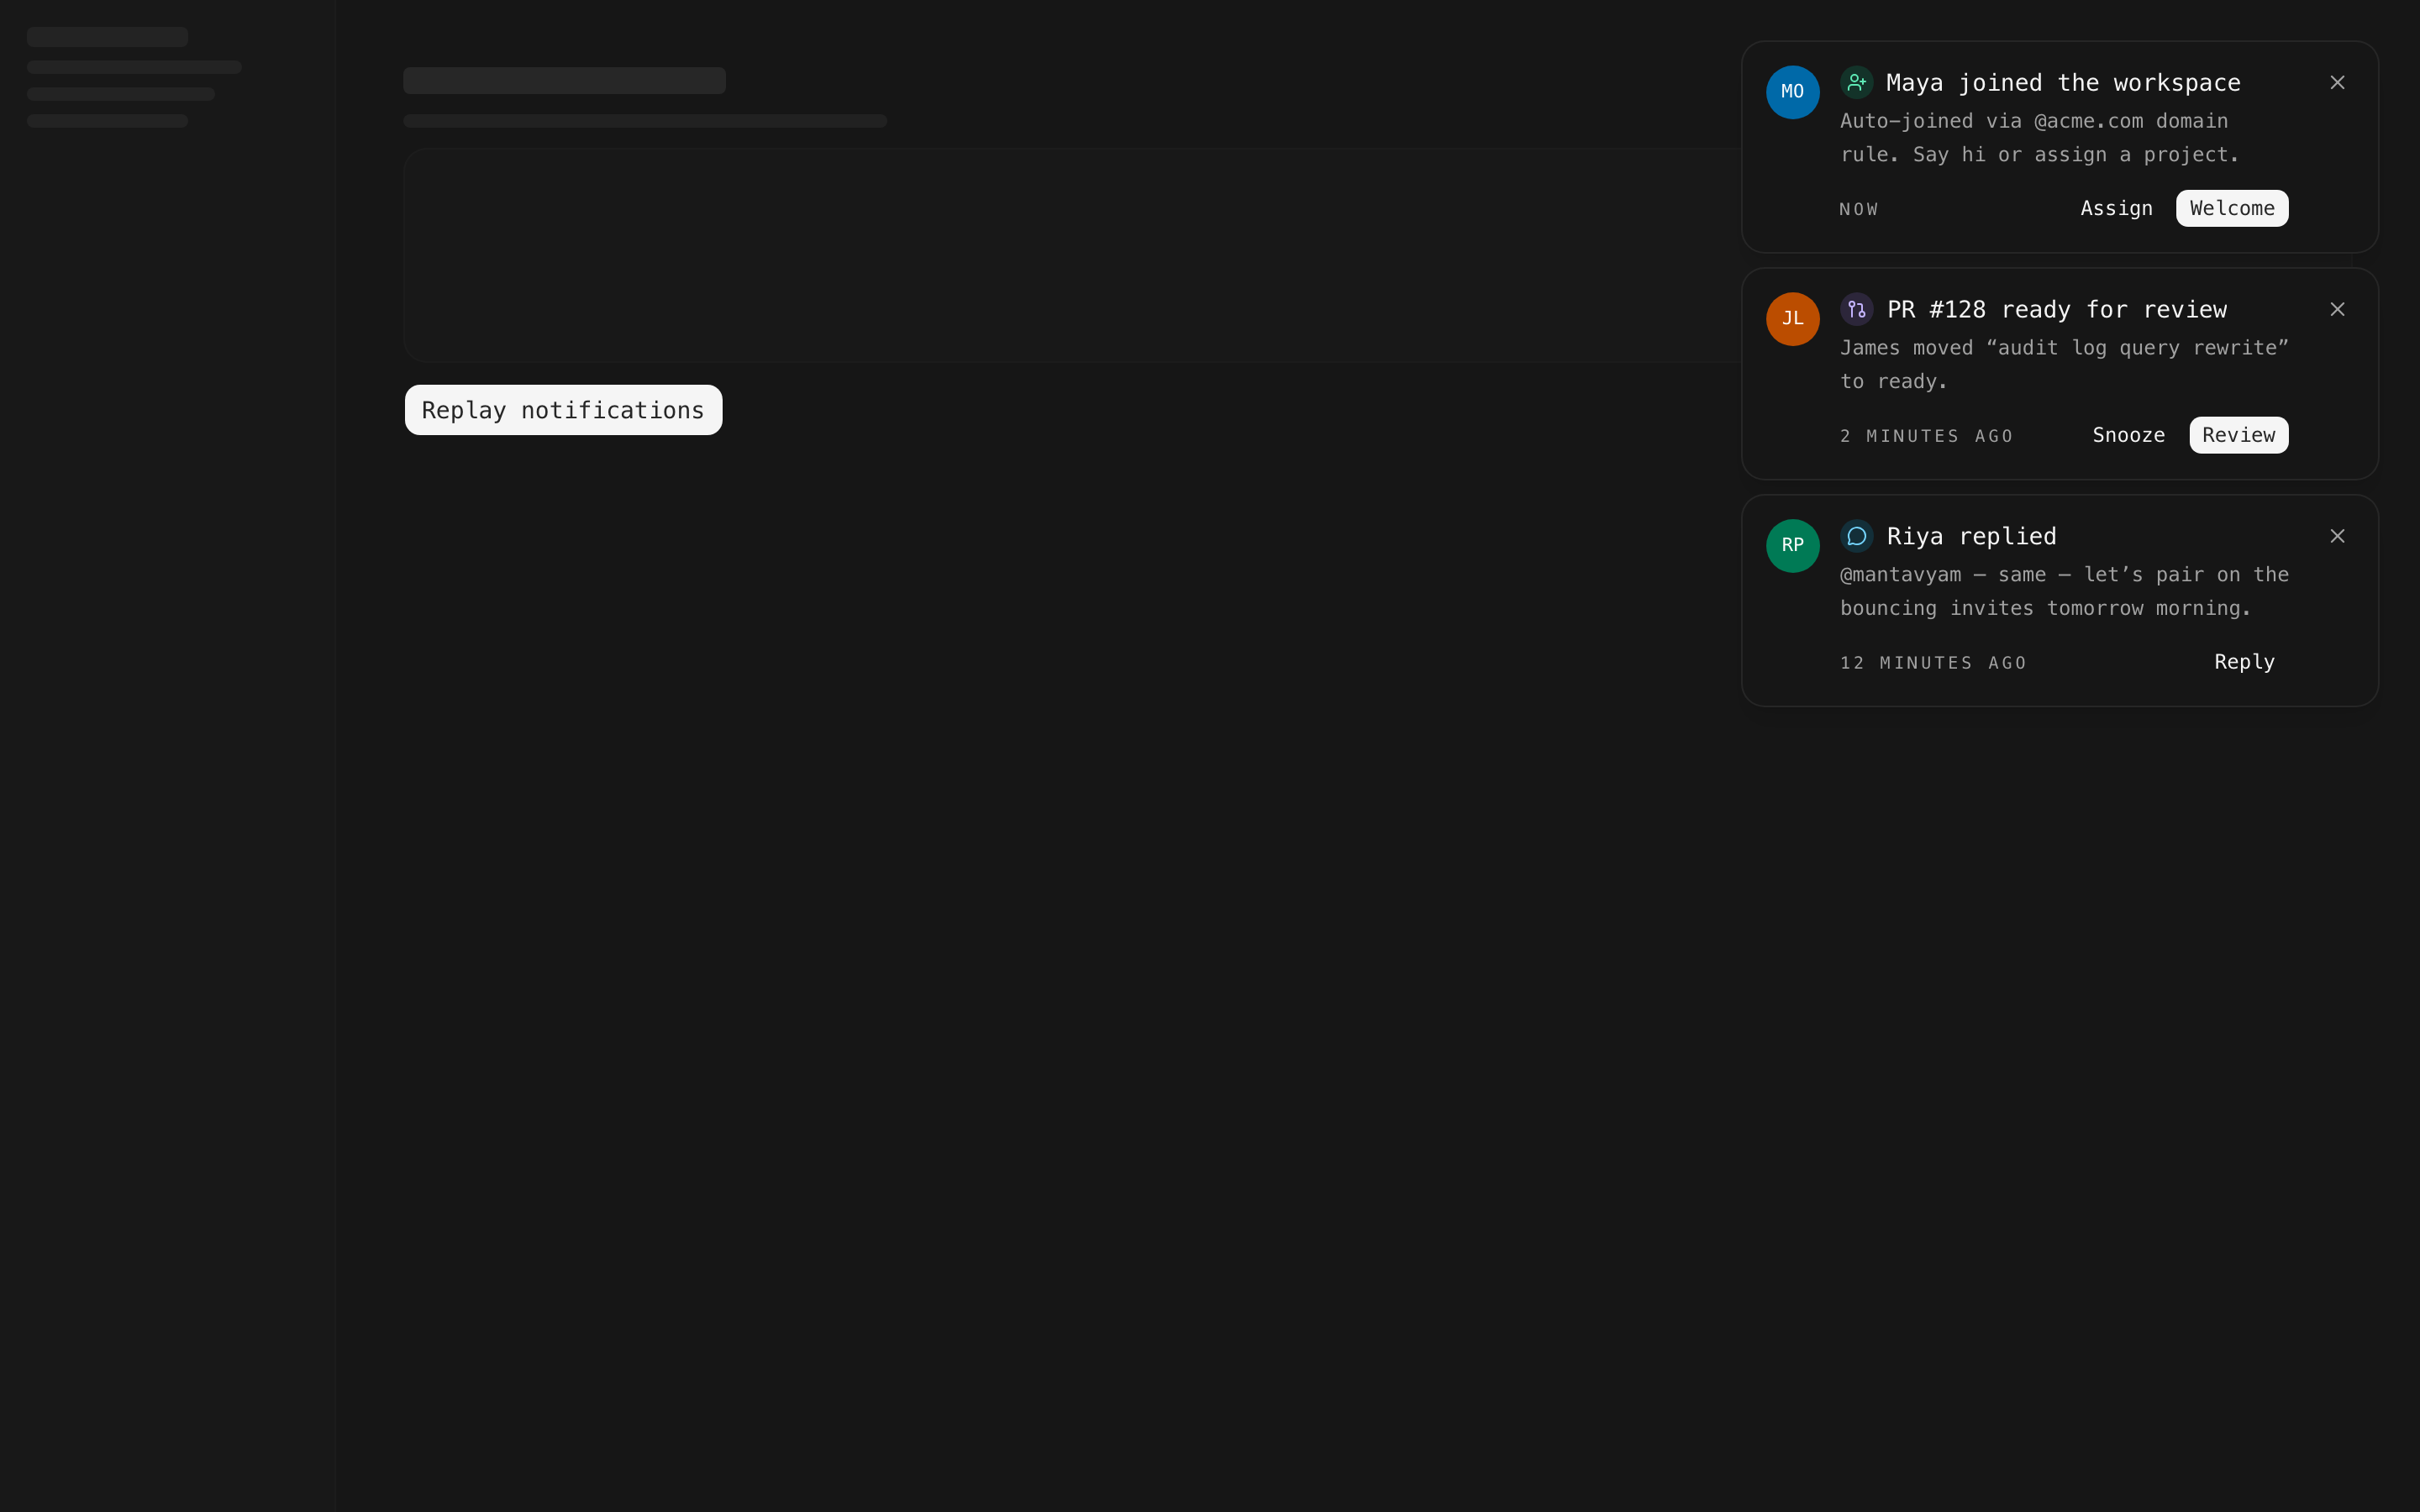 MO
Maya joined the workspace
Auto-joined via @acme.com domain
rule. Say hi or assign a project.
NOW
Assign
Welcome
JL
PR #128 ready for review
James moved “audit log query rewrite”
to ready.
2 MINUTES AGO
Snooze
Review
Replay notifications
RP
Riya replied
@mantavyam — same — let’s pair on the
bouncing invites tomorrow morning.
12 MINUTES AGO
Reply